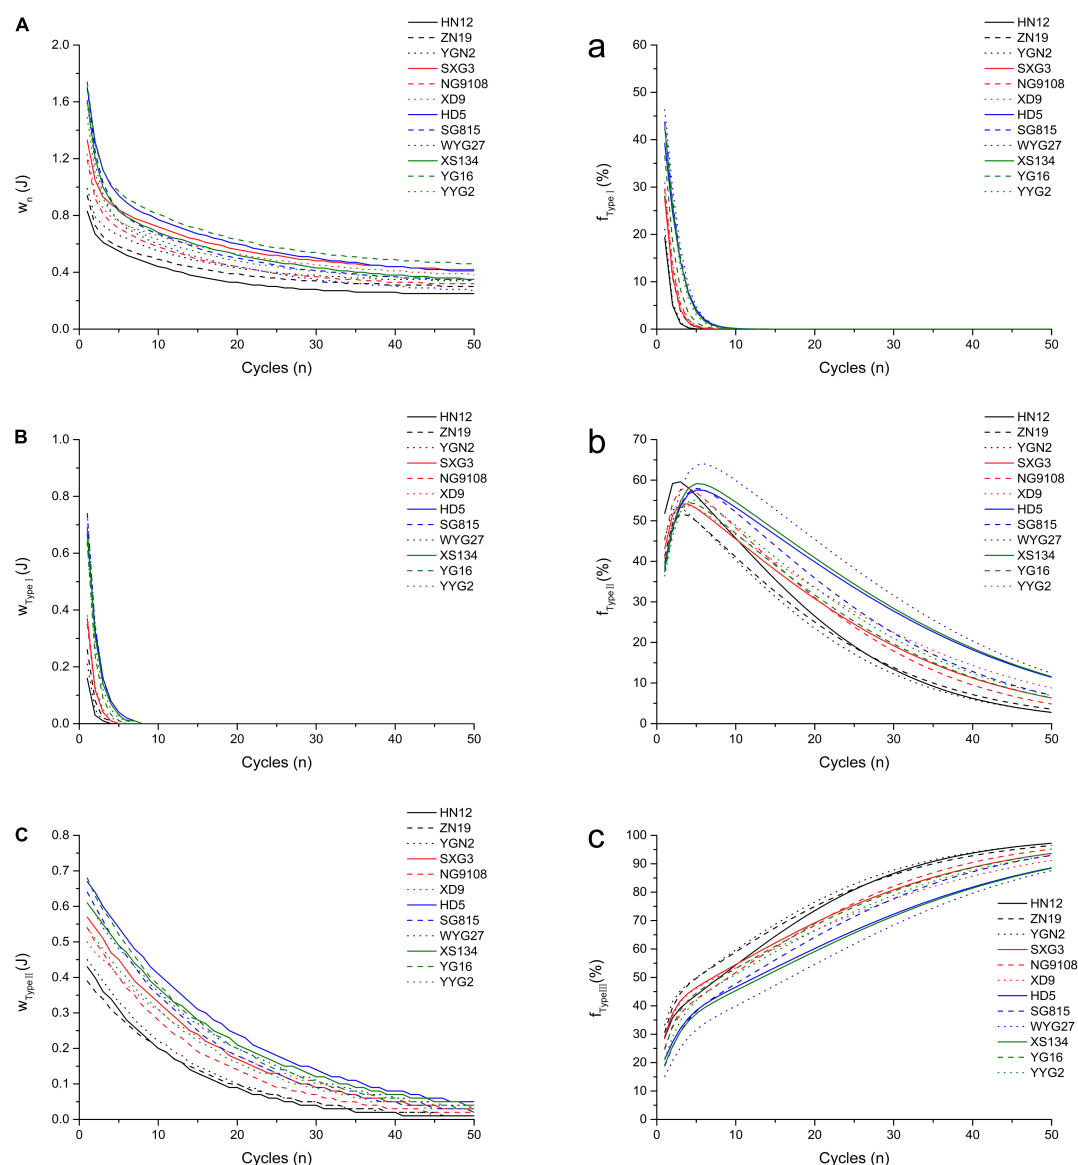 A
2.0
1.6
1.2
0.8
0.4
0.0
wn (J)
0
10
20
30
40
50
Cycles (n)
HN12
ZN19
YGN2
SXG3
NG9108
XD9
HD5
SG815
WYG27
XS134
YG16
YYG2
a
60
50
40
30
20
10
0
fType Ⅰ (%)
0
10
20
30
40
50
Cycles (n)
HN12
ZN19
YGN2
SXG3
NG9108
XD9
HD5
SG815
WYG27
XS134
YG16
YYG2
B
1.0
0.8
0.6
0.4
0.2
0.0
wType Ⅰ (J)
0
10
20
30
40
50
Cycles (n)
HN12
ZN19
YGN2
SXG3
NG9108
XD9
HD5
SG815
WYG27
XS134
YG16
YYG2
b
70
60
50
40
30
20
10
0
fType Ⅱ (%)
0
10
20
30
40
50
Cycles (n)
HN12
ZN19
YGN2
SXG3
NG9108
XD9
HD5
SG815
WYG27
XS134
YG16
YYG2
C
0.8
0.7
0.6
0.5
0.4
0.3
0.2
0.1
0.0
wTypeⅡ (J)
0
10
20
30
40
50
Cycles (n)
HN12
ZN19
YGN2
SXG3
NG9108
XD9
HD5
SG815
WYG27
XS134
YG16
YYG2
c
100
90
80
70
60
50
40
30
20
10
0
fTypeⅢ(%)
0
10
20
30
40
50
Cycles (n)
HN12
ZN19
YGN2
SXG3
NG9108
XD9
HD5
SG815
WYG27
XS134
YG16
YYG2